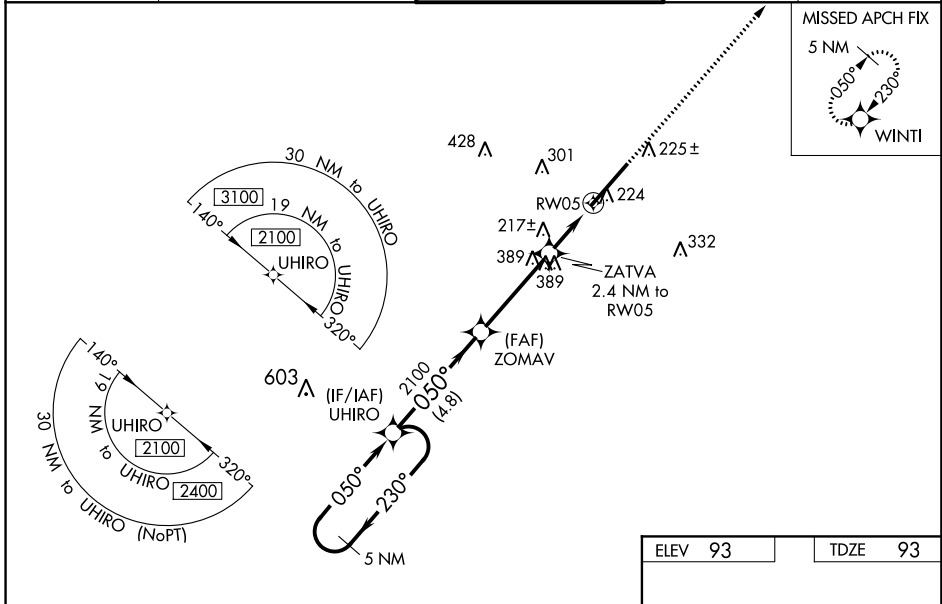 MISSED APCH FIX
5 NM
050°
230°
WINTI
428
301
225±
30 NM to UHIRO
3100
19 NM to UHIRO
140°
2100
UHIRO
320°
RW05
224
217±
389
389
332
ZATVA
2.4 NM to
RW05
(FAF)
ZOMAV
2100
050°
(4.8)
603
(IF/IAF)
UHIRO
140°
19 NM to UHIRO
UHIRO
2100
320°
2400
30 NM to UHIRO (NoPT)
050°
230°
5 NM
ELEV 93
TDZE 93